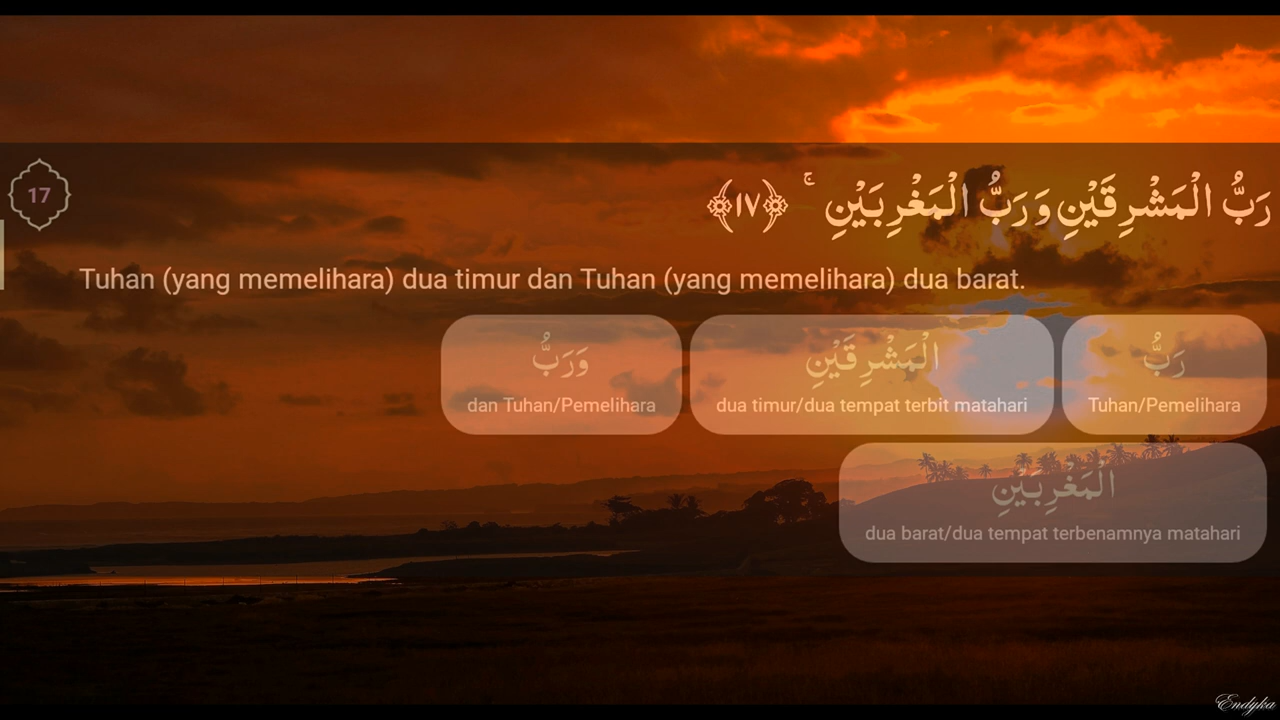 رَبُّ الْمَشْرِقَيْنِ وَرَبُّ الْمَغْرِبَيْنِ ۚ ﴿١٧﴾
17
Tuhan (yang memelihara) dua timur dan Tuhan (yang memelihara) dua barat.
رَبُّ
Tuhan/Pemelihara
الْمَشْرِقَيْنِ
dua timur/dua tempat terbit matahari
وَرَبُّ
dan Tuhan/Pemelihara
الْمَغْرِبَيْنِ
dua barat/dua tempat terbenamnya matahari
Endyka